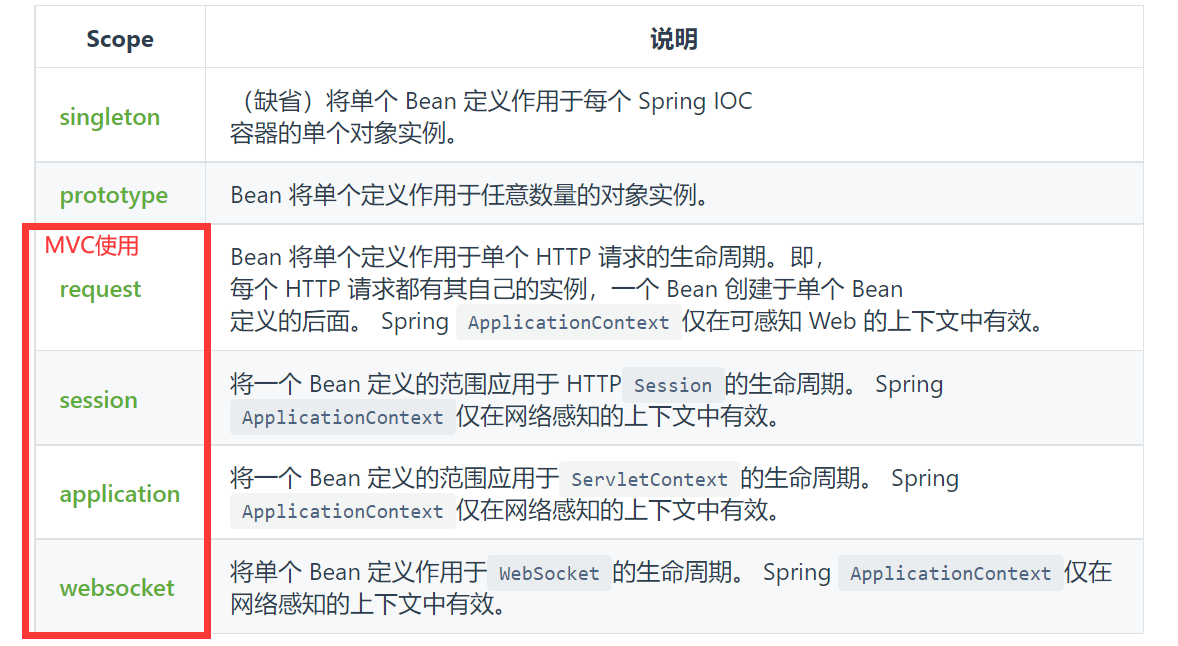 Scope 说明
singleton （缺省）将单个 Bean 定义作用于每个 Spring IOC
容器的单个对象实例。
prototype Bean 将单个定义作用于任意数量的对象实例。
MVC使用
request Bean 将单个定义作用于单个 HTTP 请求的生命周期。即，
每个 HTTP 请求都有其自己的实例，一个 Bean 创建于单个 Bean
定义的后面。 Spring ApplicationContext 仅在可感知 Web 的上下文中有效。
session 将一个 Bean 定义的范围应用于 HTTP Session 的生命周期。 Spring
ApplicationContext 仅在网络感知的上下文中有效。
application 将一个 Bean 定义的范围应用于 ServletContext 的生命周期。 Spring
ApplicationContext 仅在网络感知的上下文中有效。
websocket 将单个 Bean 定义作用于 WebSocket 的生命周期。 Spring ApplicationContext 仅在
网络感知的上下文中有效。